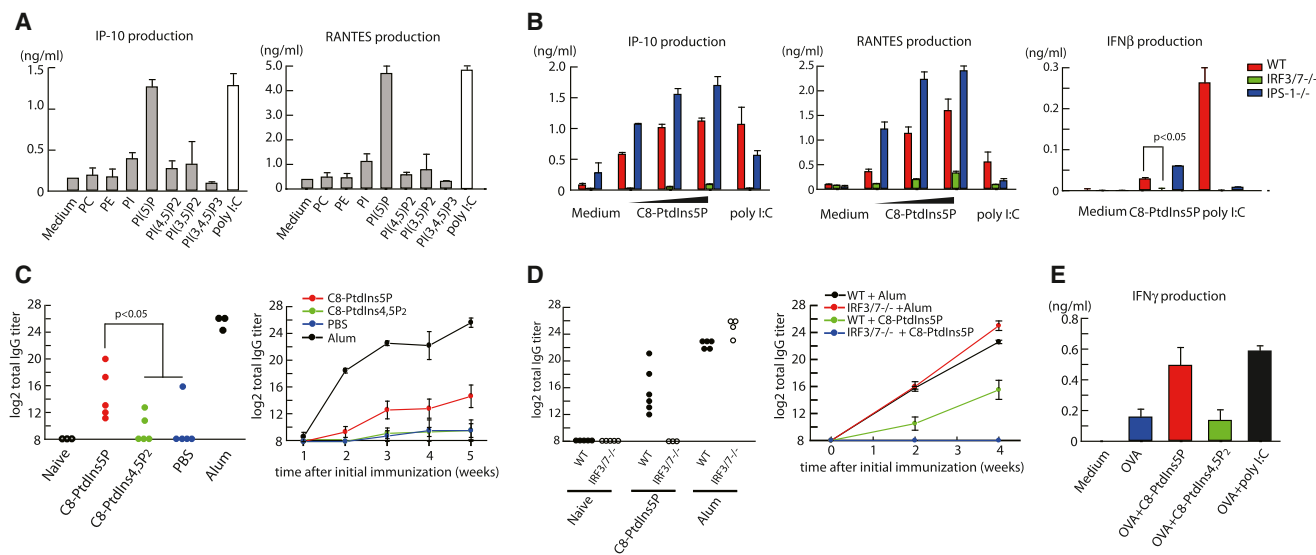 A
IP-10 production
(ng/ml)
1.5
1.0
0.5
0
Medium
PC
PE
PI
PI(5)P
PI(4,5)P2
PI(3,5)P2
PI(3,4,5)P3
poly I:C
RANTES production
(ng/ml)
5.0
4.0
3.0
2.0
1.0
0
Medium
PC
PE
PI
PI(5)P
PI(4,5)P2
PI(3,5)P2
PI(3,4,5)P3
poly I:C
B
IP-10 production
(ng/ml)
2.0
1.5
1.0
0.5
0
Medium
C8-PtdIns5P
poly I:C
RANTES production
(ng/ml)
2.5
2.0
1.5
1.0
0.5
0
Medium
C8-PtdIns5P
poly I:C
IFNβ production
(ng/ml)
0.3
0.2
0.1
0
p<0.05
Medium C8-PtdIns5P poly I:C
WT
IRF3/7-/-
IPS-1-/-
C
log2 total IgG titer
28
24
20
16
12
8
p<0.05
Naive
C8-PtdIns5P
C8-PtdIns4,5P2
PBS
Alum
log2 total IgG titer
28
24
20
16
12
8
C8-PtdIns5P
C8-PtdIns4,5P2
PBS
Alum
1 2 3 4 5
time after initial immunization (weeks)
D
log2 total IgG titer
28
24
20
16
12
8
WT
IRF3/7-/-
WT
IRF3/7-/-
WT
IRF3/7-/-
Naive
C8-PtdIns5P
Alum
log2 total IgG titer
28
24
20
16
12
8
WT + Alum
IRF3/7-/- +Alum
WT + C8-PtdIns5P
IRF3/7-/- + C8-PtdIns5P
0 1 2 3 4
time after initial immunization (weeks)
E
IFNγ production
(ng/ml)
0.8
0.6
0.4
0.2
0
Medium
OVA
OVA+C8-PtdIns5P
OVA+C8-PtdIns4,5P2
OVA+poly I:C